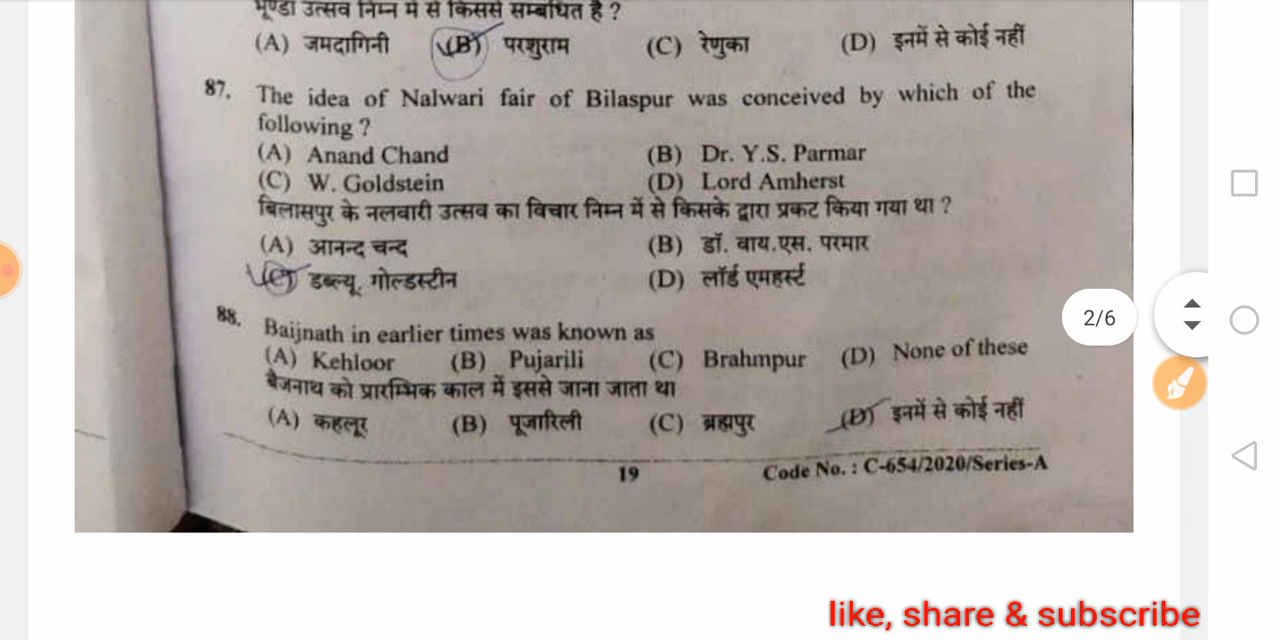 भूण्डा उत्सव निम्न में से किससे सम्बंधित है ?
(A) जमदागिनी (B) परशुराम (C) रेणुका (D) इनमें से कोई नहीं
87. The idea of Nalwari fair of Bilaspur was conceived by which of the
following ?
(A) Anand Chand (B) Dr. Y.S. Parmar
(C) W. Goldstein (D) Lord Amherst
बिलासपुर के नलवारी उत्सव का विचार निम्न में से किसके द्वारा प्रकट किया गया था ?
(A) आनन्द चन्द (B) डॉ. वाय.एस. परमार
(C) डब्ल्यू. गोल्डस्टीन (D) लॉर्ड एमहर्स्ट
88. Baijnath in earlier times was known as
(A) Kehloor (B) Pujarili (C) Brahmpur (D) None of these
बैजनाथ को प्रारम्भिक काल में इससे जाना जाता था
(A) कहलूर (B) पूजारिली (C) ब्रह्मपुर (D) इनमें से कोई नहीं
19 Code No. : C-654/2020/Series-A
2/6
like, share & subscribe